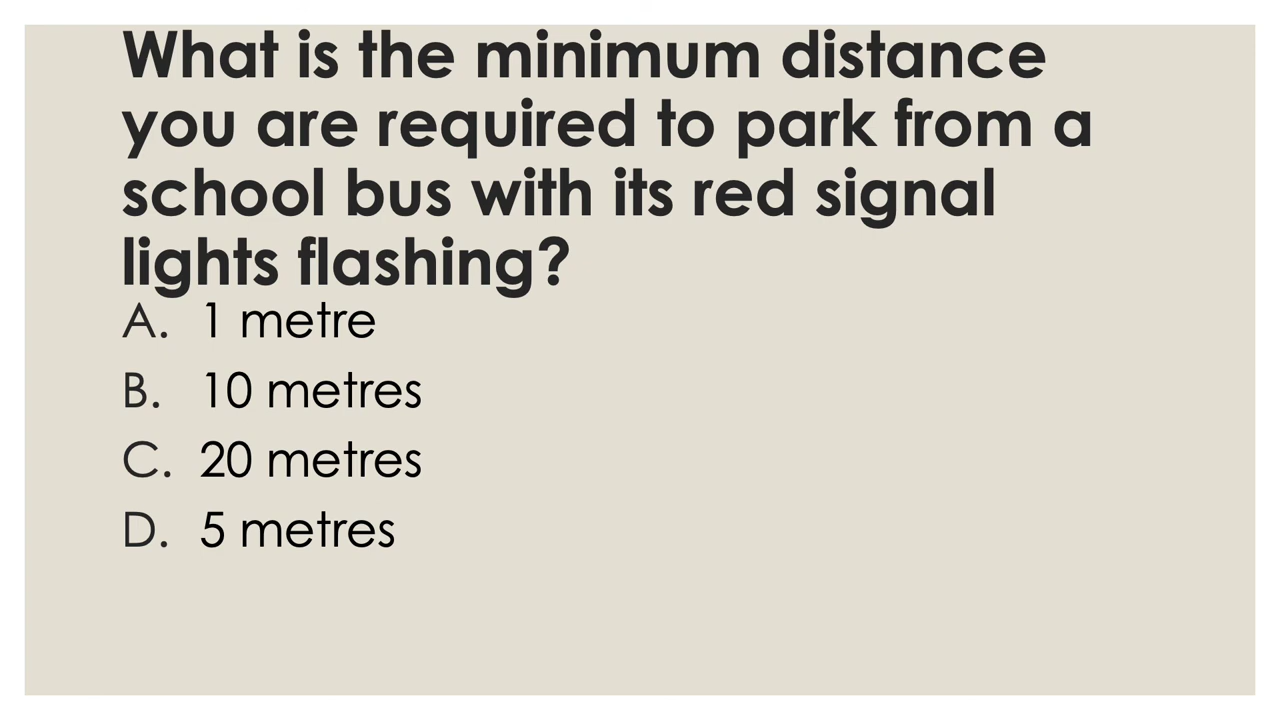 What is the minimum distance
you are required to park from a
school bus with its red signal
lights flashing?
A. 1 metre
B. 10 metres
C. 20 metres
D. 5 metres